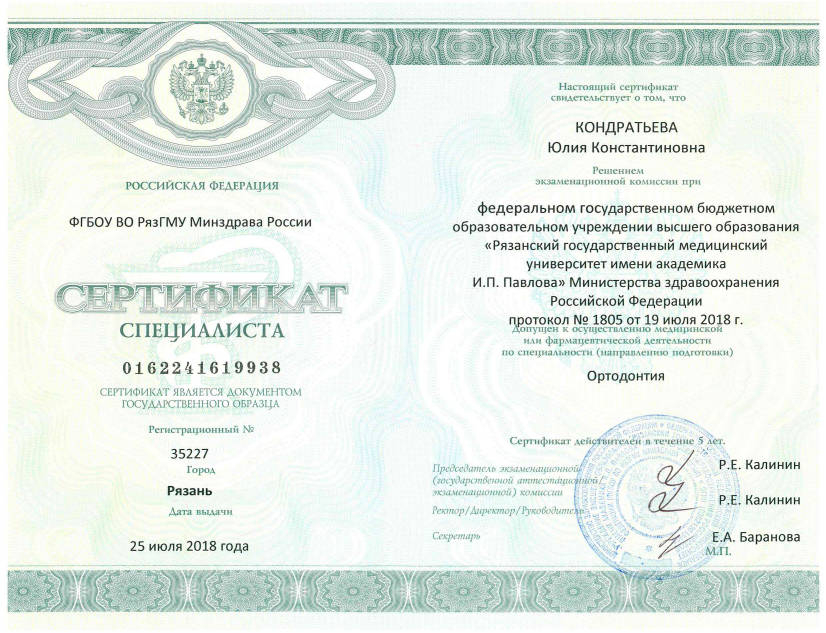 РОССИЙСКАЯ ФЕДЕРАЦИЯ
ФГБОУ ВО РязГМУ Минздрава России
СЕРТИФИКАТ
СПЕЦИАЛИСТА
0162241619938
СЕРТИФИКАТ ЯВЛЯЕТСЯ ДОКУМЕНТОМ
ГОСУДАРСТВЕННОГО ОБРАЗЦА
Регистрационный №
35227
Город
Рязань
Дата выдачи
25 июля 2018 года
Настоящий сертификат
свидетельствует о том, что
КОНДРАТЬЕВА
Юлия Константиновна
Решением
экзаменационной комиссии при
федеральном государственном бюджетном
образовательном учреждении высшего образования
«Рязанский государственный медицинский
университет имени академика
И.П. Павлова» Министерства здравоохранения
Российской Федерации
протокол № 1805 от 19 июля 2018 г.
Допущен к осуществлению медицинской
или фармацевтической деятельности
по специальности (направлению подготовки)
Ортодонтия
Сертификат действителен в течение 5 лет.
Председатель экзаменационной
(государственной аттестационной
экзаменационной) комиссии
Р.Е. Калинин
Ректор/Директор/Руководитель
Р.Е. Калинин
Секретарь
Е.А. Баранова
М.П.